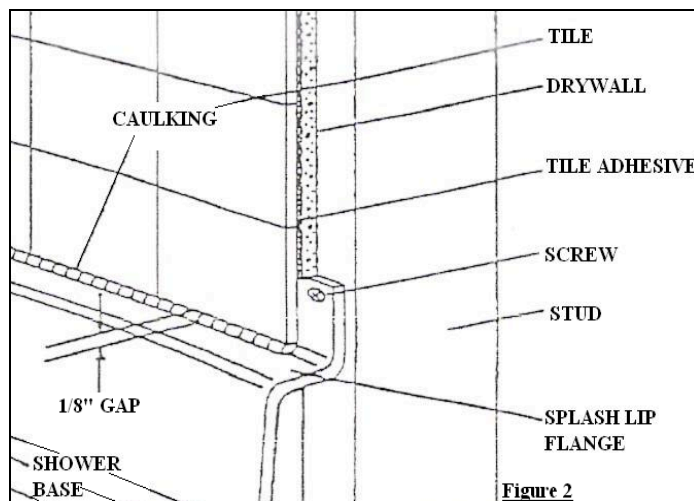 TILE
DRYWALL
CAULKING
TILE ADHESIVE
SCREW
STUD
1/8" GAP
SPLASH LIP
FLANGE
SHOWER
BASE
Figure 2